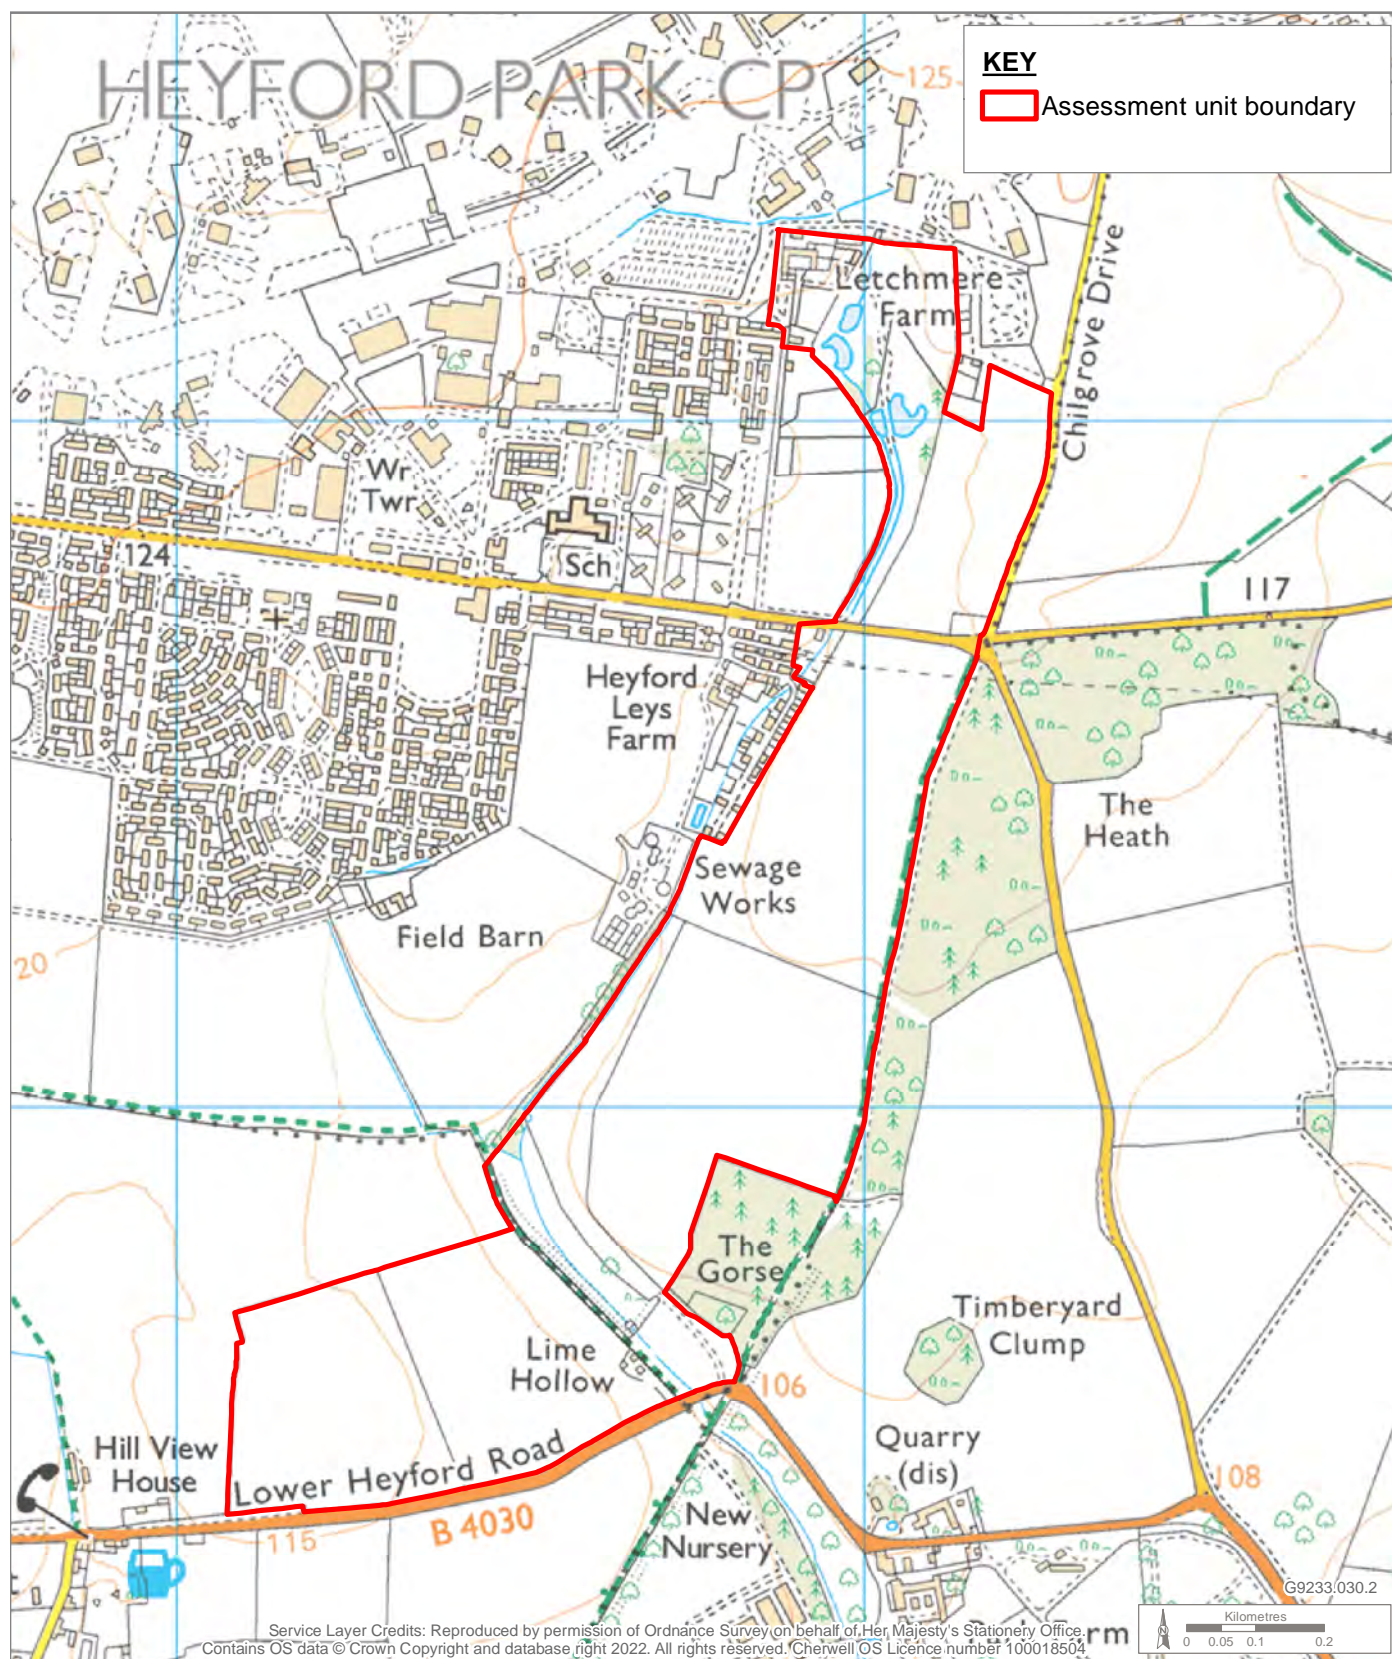 HEYFORD PARK CP
125
KEY
Assessment unit boundary
Letchmere
Farm
Chilgrove Drive
Wr
Twr
124
Sch
117
Heyford
Leys
Farm
The
Heath
Sewage
Works
Field Barn
20
The
Gorse
Timberyard
Clump
Lime
Hollow
106
Quarry
(dis)
Hill View
House
Lower Heyford Road
B 4030
115
108
New
Nursery
G9233.030.2
Kilometres
0 0.05 0.1 0.2
Service Layer Credits: Reproduced by permission of Ordnance Survey on behalf of Her Majesty's Stationery Office.
Contains OS data © Crown Copyright and database right 2022. All rights reserved. Cherwell OS Licence number 100018504